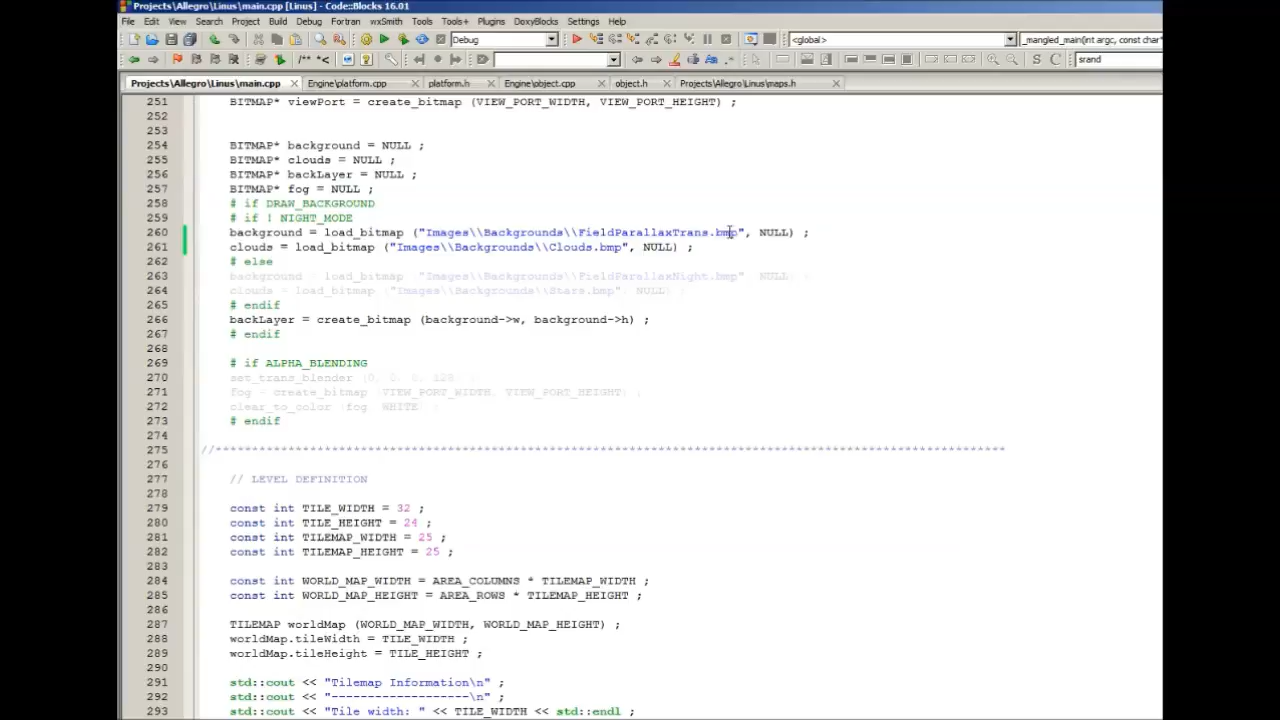 Projects\Allegro\Linus\main.cpp [Linus] - Code::Blocks 16.01
File Edit View Search Project Build Debug Fortran wxSmith Tools Tools+ Plugins DoxyBlocks Settings Help
Debug <global> _mangled_main(int argc, const char*
/** *< S C srand
Projects\Allegro\Linus\main.cpp Engine\platform.cpp platform.h Engine\object.cpp object.h Projects\Allegro\Linus\maps.h
251 BITMAP* viewPort = create_bitmap (VIEW_PORT_WIDTH, VIEW_PORT_HEIGHT) ;
252
253
254 BITMAP* background = NULL ;
255 BITMAP* clouds = NULL ;
256 BITMAP* backLayer = NULL ;
257 BITMAP* fog = NULL ;
258 # if DRAW_BACKGROUND
259 # if ! NIGHT_MODE
260 background = load_bitmap ("Images\\Backgrounds\\FieldParallaxTrans.bmp", NULL) ;
261 clouds = load_bitmap ("Images\\Backgrounds\\Clouds.bmp", NULL) ;
262 # else
263 background = load_bitmap ("Images\\Backgrounds\\FieldParallaxNight.bmp" NULL)
264 clouds = load_bitmap ("Images\\Backgrounds\\Stars.bmp", NULL) ;
265 # endif
266 backLayer = create_bitmap (background->w, background->h) ;
267 # endif
268
269 # if ALPHA_BLENDING
270 set_trans_blender (0, 0, 0, 128) ;
271 fog = create_bitmap (VIEW_PORT_WIDTH, VIEW_PORT_HEIGHT) ;
272 clear_to_color (fog, WHITE) ;
273 # endif
274
275 //*************************************************************************************************************
276
277 // LEVEL DEFINITION
278
279 const int TILE_WIDTH = 32 ;
280 const int TILE_HEIGHT = 24 ;
281 const int TILEMAP_WIDTH = 25 ;
282 const int TILEMAP_HEIGHT = 25 ;
283
284 const int WORLD_MAP_WIDTH = AREA_COLUMNS * TILEMAP_WIDTH ;
285 const int WORLD_MAP_HEIGHT = AREA_ROWS * TILEMAP_HEIGHT ;
286
287 TILEMAP worldMap (WORLD_MAP_WIDTH, WORLD_MAP_HEIGHT) ;
288 worldMap.tileWidth = TILE_WIDTH ;
289 worldMap.tileHeight = TILE_HEIGHT ;
290
291 std::cout << "Tilemap Information\n" ;
292 std::cout << "-------------------\n" ;
293 std::cout << "Tile width: " << TILE_WIDTH << std::endl ;